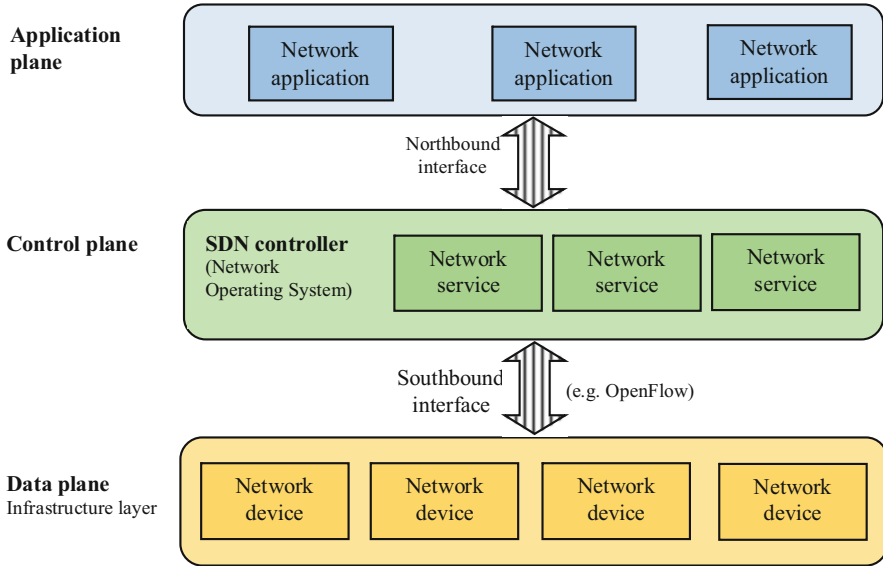 Application
plane
Network
application
Network
application
Network
application
Northbound
interface
Control plane
SDN controller
(Network
Operating System)
Network
service
Network
service
Network
service
Southbound
interface
(e.g. OpenFlow)
Data plane
Infrastructure layer
Network
device
Network
device
Network
device
Network
device